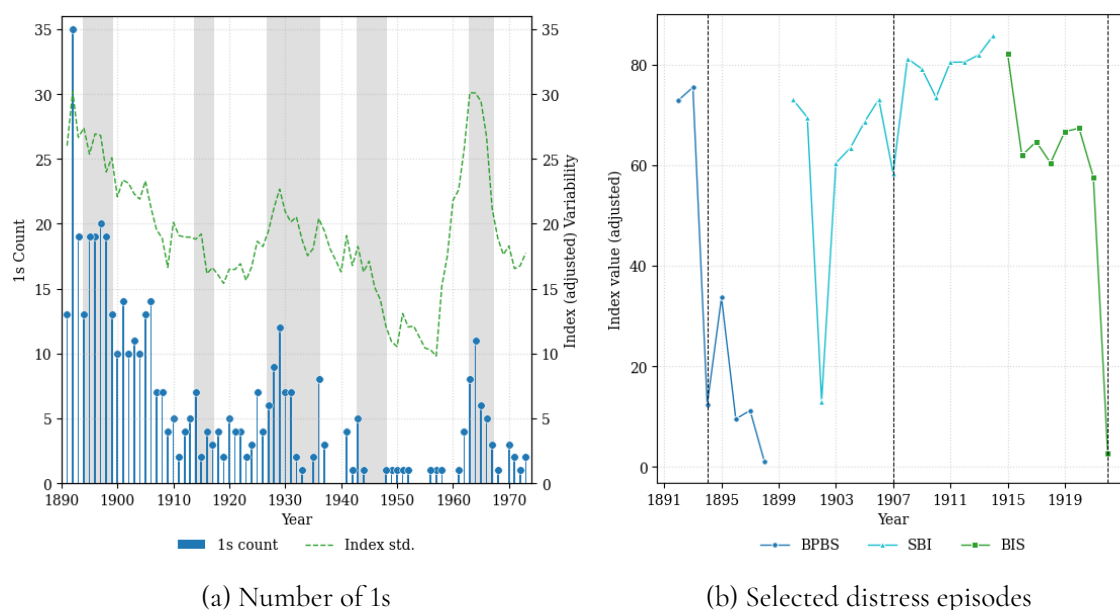 35
30
25
20
15
10
5
0
1s Count
35
30
25
20
15
10
5
0
Index (adjusted) Variability
1890 1900 1910 1920 1930 1940 1950 1960 1970
Year
1s count Index std.
(a) Number of 1s
80
60
40
20
0
Index value (adjusted)
1891 1895 1899 1903 1907 1911 1915 1919
Year
BPBS SBI BIS
(b) Selected distress episodes